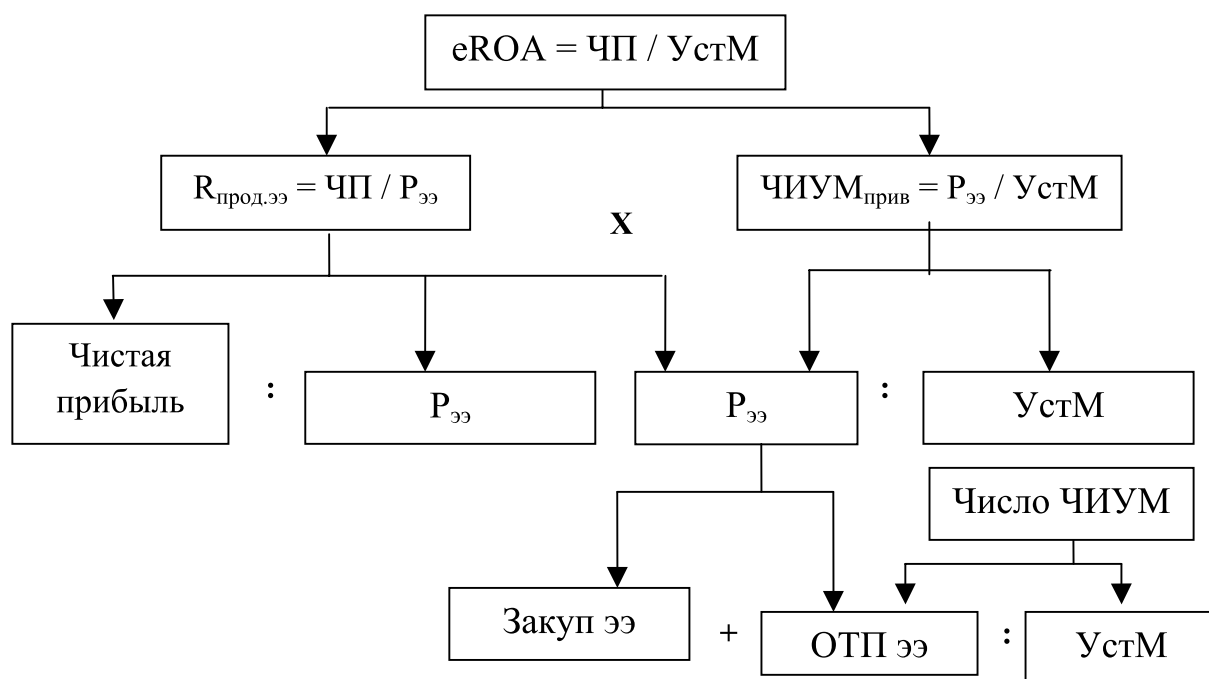 eROA = ЧП / УстМ
Rпрод.ээ = ЧП / Рээ
ЧИУМприв = Рээ / УстМ
X
Чистая
прибыль
:
Рээ
Рээ
:
УстМ
Число ЧИУМ
Закуп ээ
+
ОТП ээ
:
УстМ